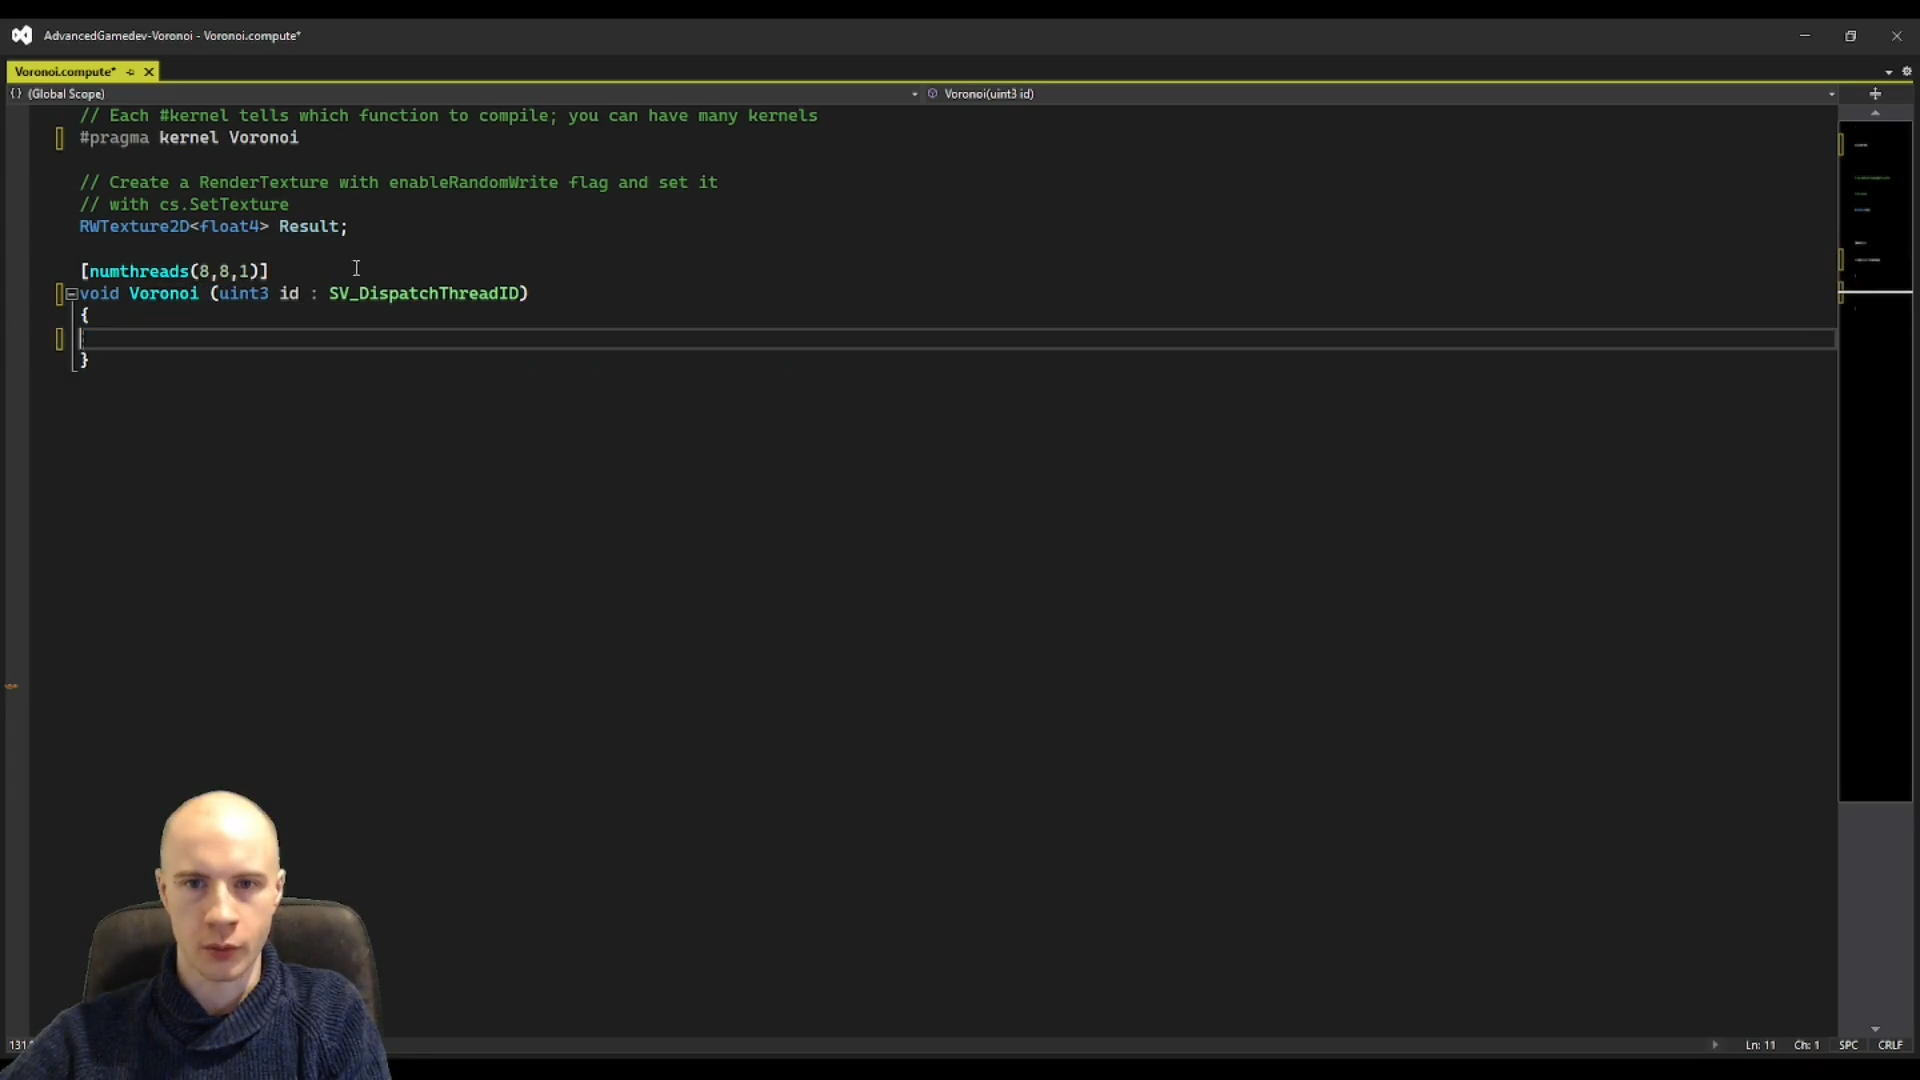 AdvancedGamedev-Voronoi - Voronoi.compute*
Voronoi.compute*
{} (Global Scope)
Voronoi(uint3 id)
// Each #kernel tells which function to compile; you can have many kernels
#pragma kernel Voronoi
// Create a RenderTexture with enableRandomWrite flag and set it
// with cs.SetTexture
RWTexture2D<float4> Result;
[numthreads(8,8,1)]
void Voronoi (uint3 id : SV_DispatchThreadID)
{
}
Ln: 11 Ch: 1 SPC CRLF